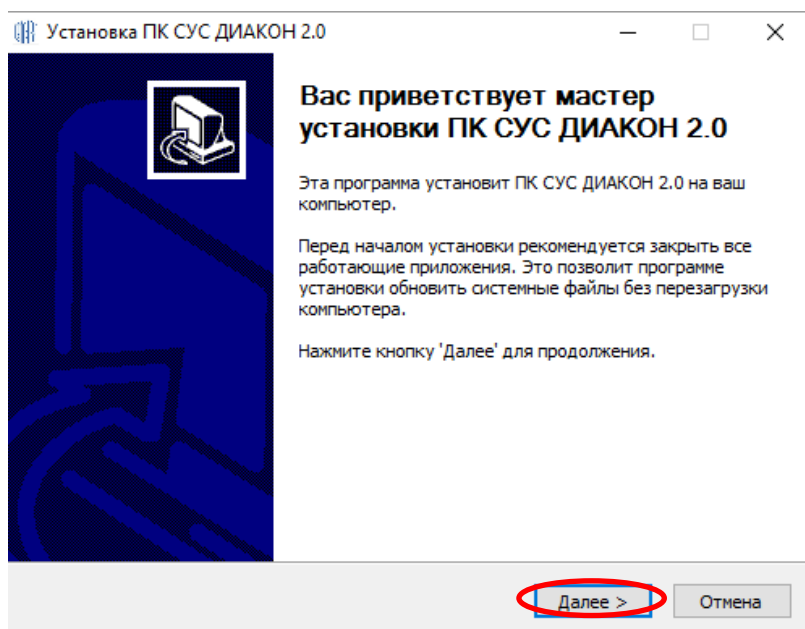 Установка ПК СУС ДИАКОН 2.0
Вас приветствует мастер
установки ПК СУС ДИАКОН 2.0
Эта программа установит ПК СУС ДИАКОН 2.0 на ваш
компьютер.
Перед началом установки рекомендуется закрыть все
работающие приложения. Это позволит программе
установки обновить системные файлы без перезагрузки
компьютера.
Нажмите кнопку 'Далее' для продолжения.
Далее >
Отмена